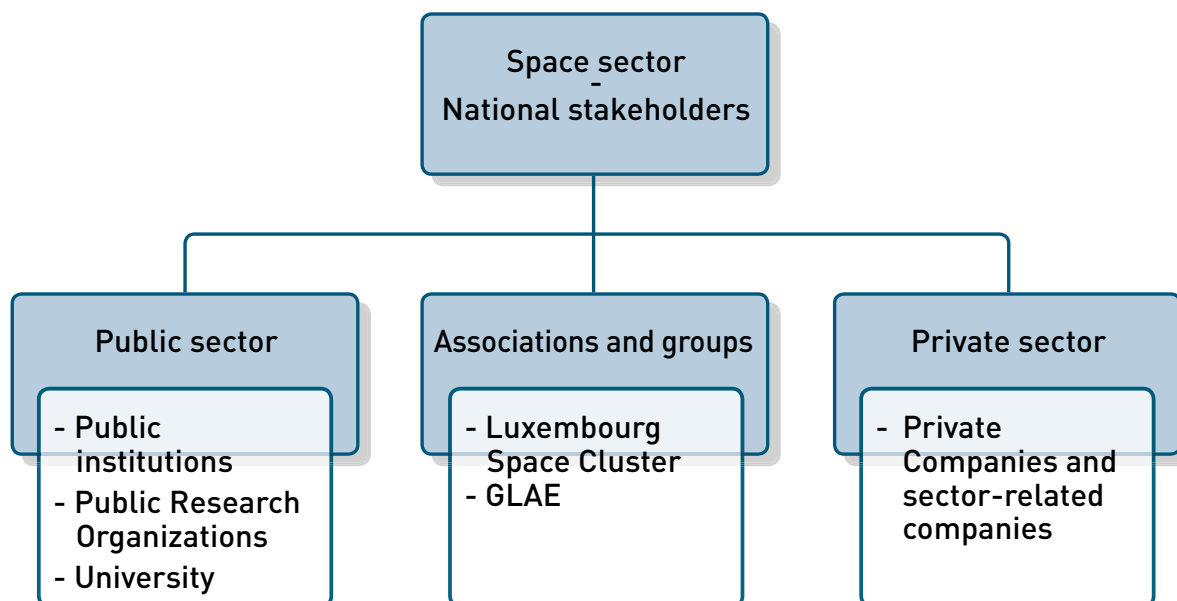 Space sector
-
National stakeholders
Public sector
- Public
institutions
- Public Research
Organizations
- University
Associations and groups
- Luxembourg
Space Cluster
- GLAE
Private sector
- Private
Companies and
sector-related
companies